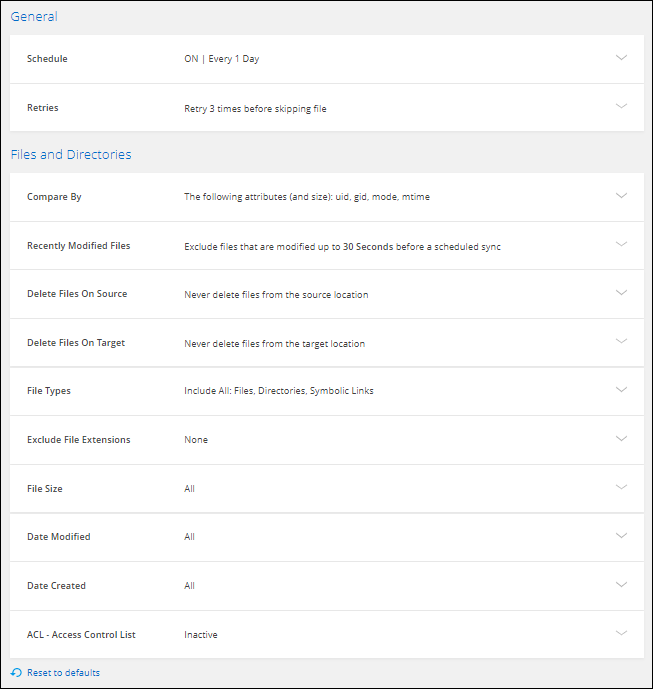 General
Schedule ON | Every 1 Day
Retries Retry 3 times before skipping file
Files and Directories
Compare By The following attributes (and size): uid, gid, mode, mtime
Recently Modified Files Exclude files that are modified up to 30 Seconds before a scheduled sync
Delete Files On Source Never delete files from the source location
Delete Files On Target Never delete files from the target location
File Types Include All: Files, Directories, Symbolic Links
Exclude File Extensions None
File Size All
Date Modified All
Date Created All
ACL - Access Control List Inactive
Reset to defaults